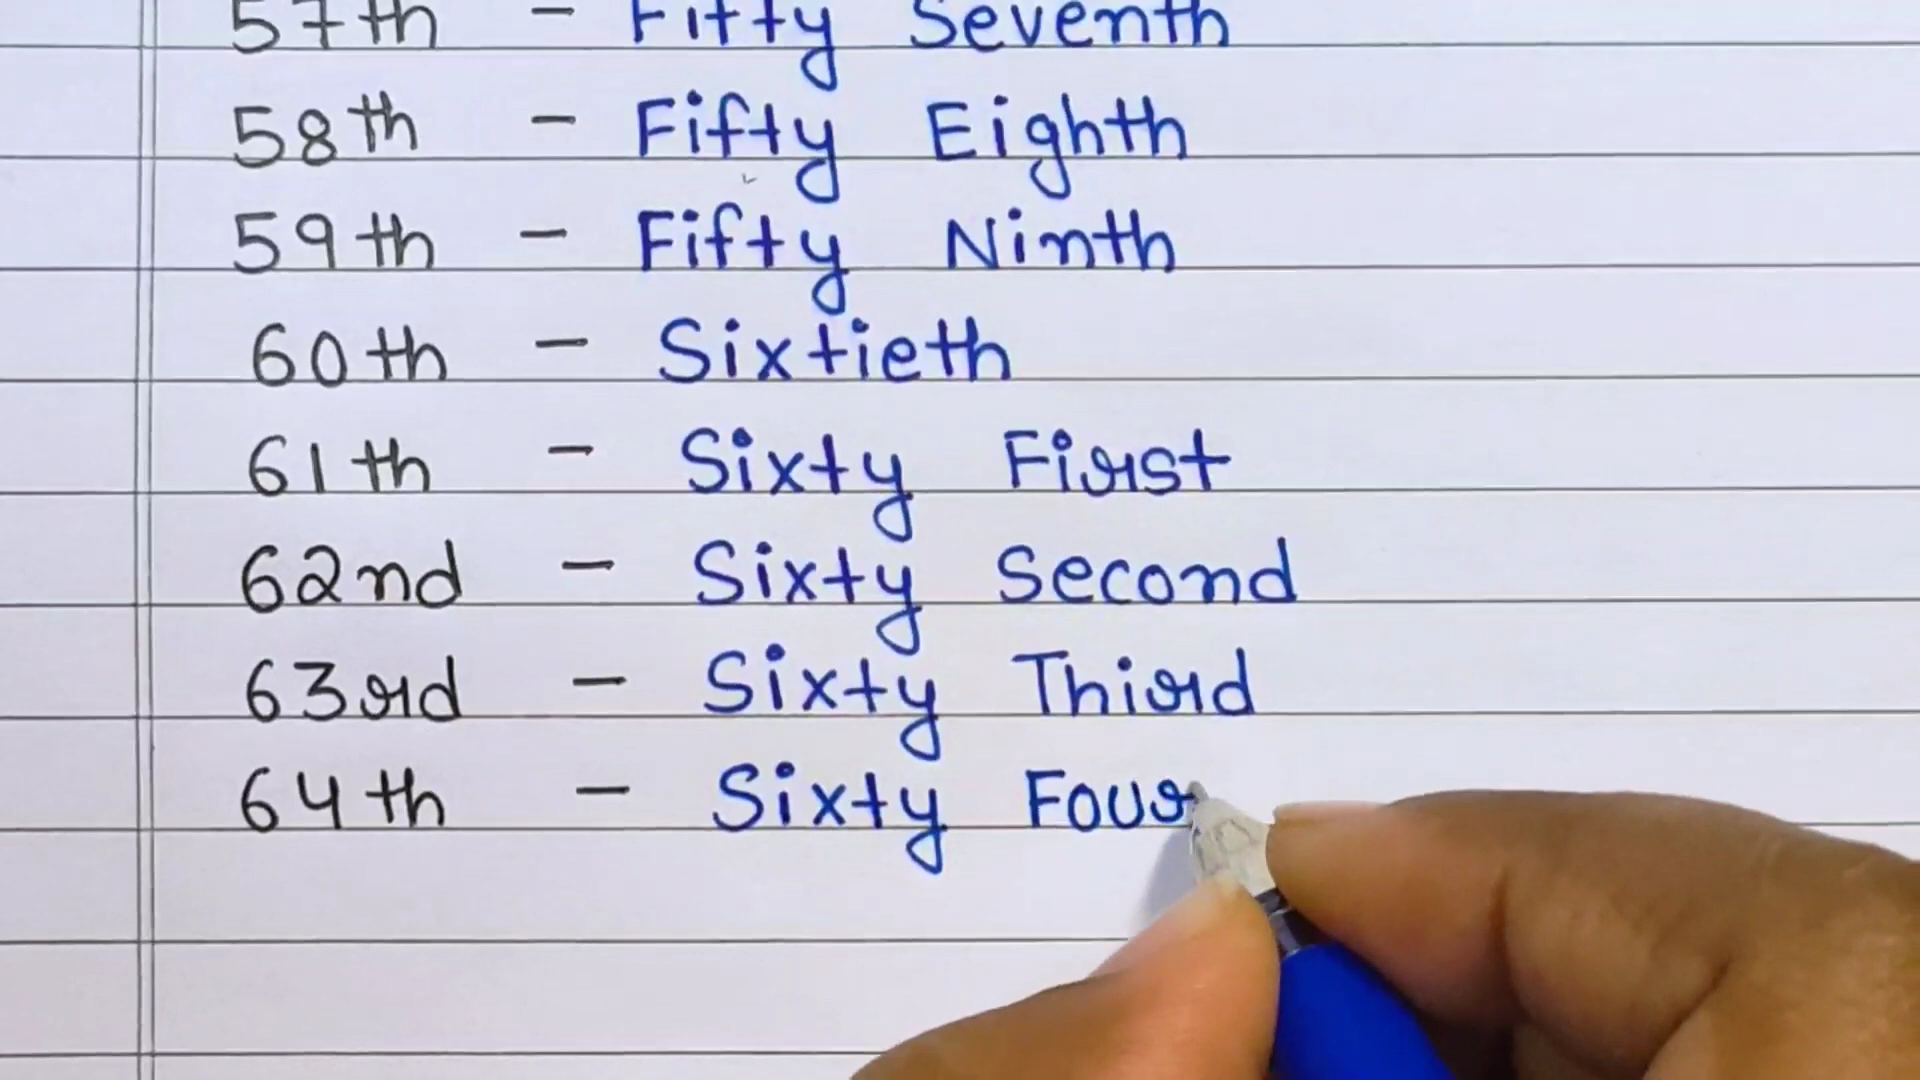 57th - Fifty Seventh
58th - Fifty Eighth
59th - Fifty Ninth
60th - Sixtieth
61th - Sixty First
62nd - Sixty Second
63rd - Sixty Third
64th - Sixty Four